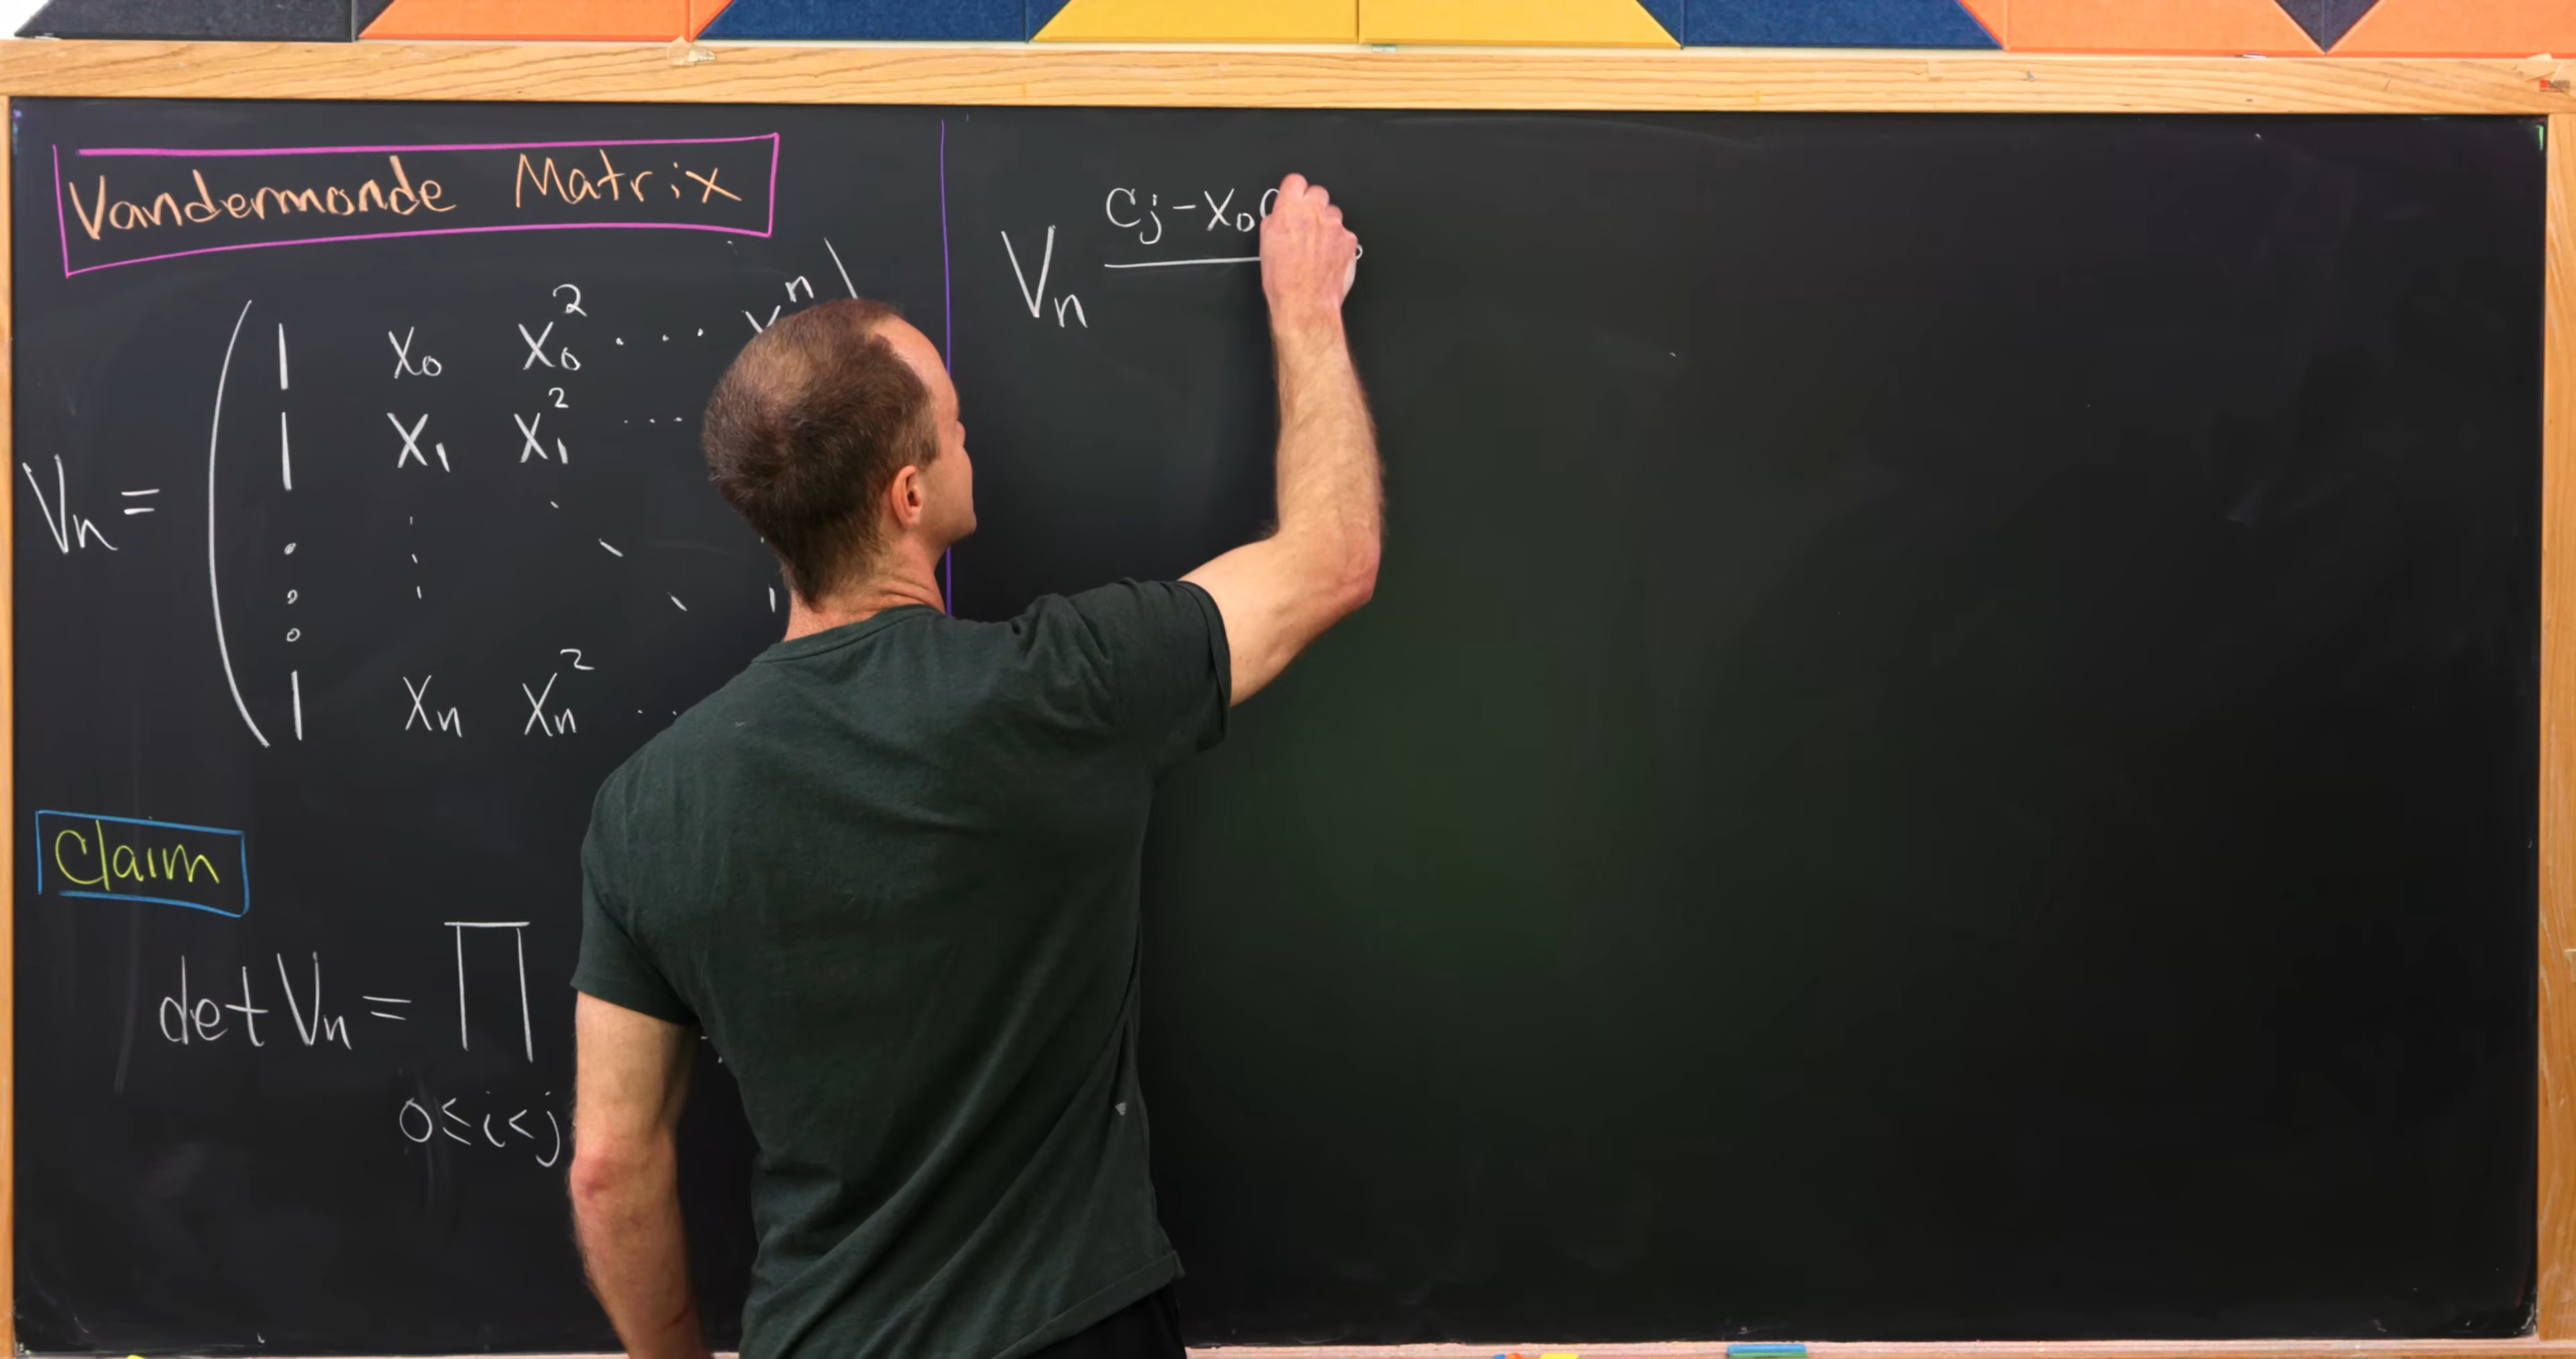 Vandermonde Matrix
Vₙ = ( 1 x₀ x₀² ... xⁿ )
1 x₁ x₁² ...
1 xₙ xₙ² ..
Claim
det Vₙ = ∏
0≤i<j
Vₙ Cⱼ-x₀C